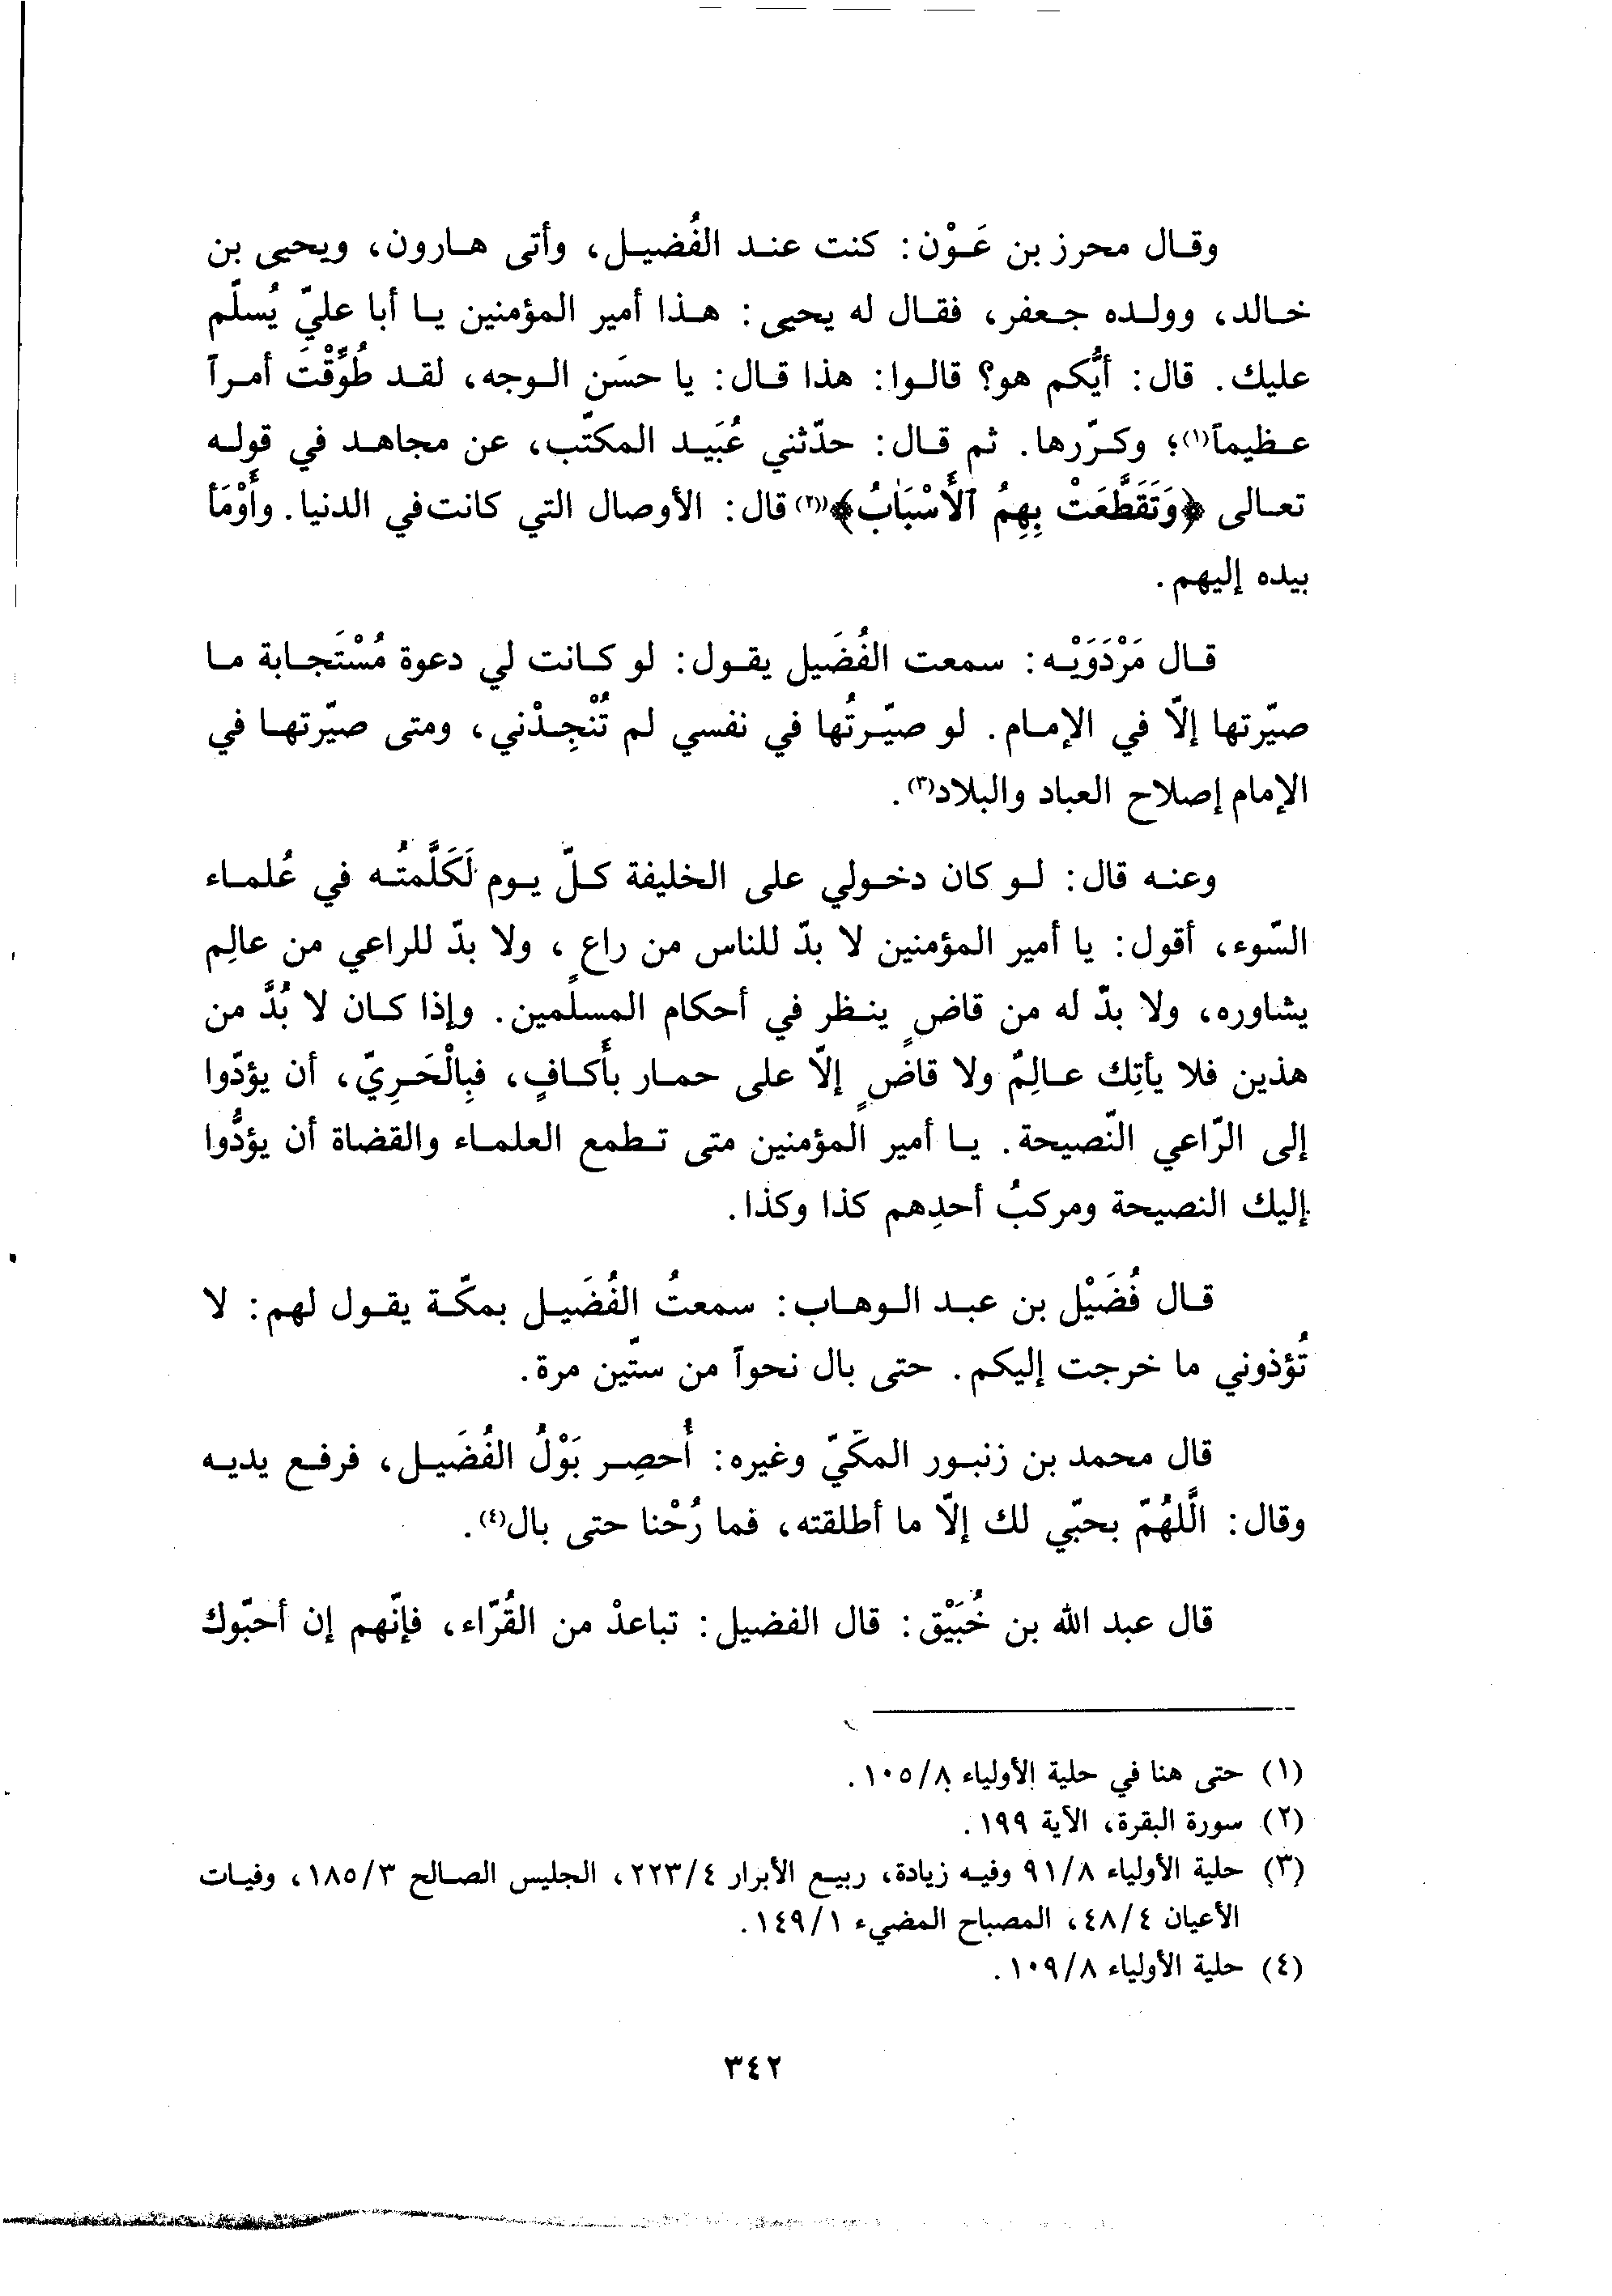 وقال محرز بن عَوْن: كنت عند الفُضيل، وأتى هارون، ويحيى بن
خالد، وولده جعفر، فقال له يحيى: هذا أمير المؤمنين يا أبا عليّ يُسلّم
عليك. قال: أيُّكم هو؟ قالوا: هذا قال: يا حسَن الوجه، لقد طُوِّقْتَ أمراً
عظيماً(١)؛ وكرّرها. ثم قال: حدّثني عُبَيد المكتّب، عن مجاهد في قوله
تعالى ﴿وَتَقَطَّعَتْ بِهِمُ ٱلْأَسْبَابُ﴾(٢) قال: الأوصال التي كانت في الدنيا. وأَوْمَأ
بيده إليهم.
قال مَرْدَوَيْه: سمعت الفُضَيل يقول: لو كانت لي دعوة مُسْتَجابة ما
صيّرتها إلّا في الإمام. لو صيّرتُها في نفسي لم تُنْجِدْني، ومتى صيّرتها في
الإمام إصلاح العباد والبلاد(٣).
وعنه قال: لو كان دخولي على الخليفة كلّ يوم لَكَلَّمتُه في عُلماء
السّوء، أقول: يا أمير المؤمنين لا بدّ للناس من راعٍ، ولا بدّ للراعي من عالِم
يشاوره، ولا بدّ له من قاضٍ ينظر في أحكام المسلمين. وإذا كان لا بُدَّ من
هذين فلا يأتِك عالِمٌ ولا قاضٍ إلّا على حمار بأَكافٍ، فبِالْحَرِيّ، أن يؤدّوا
إلى الرّاعي النّصيحة. يا أمير المؤمنين متى تطمع العلماء والقضاة أن يؤدُّوا
إليك النصيحة ومركبُ أحدِهم كذا وكذا.
قال فُضَيْل بن عبد الوهاب: سمعتُ الفُضَيل بمكّة يقول لهم: لا
تُؤذوني ما خرجت إليكم. حتى بال نحواً من ستّين مرة.
قال محمد بن زنبور المكّيّ وغيره: أُحصِر بَوْلُ الفُضَيل، فرفع يديه
وقال: الَّلهُمّ بحبّي لك إلّا ما أطلقته، فما رُحْنا حتى بال(٤).
قال عبد الله بن خُبَيْق: قال الفضيل: تباعدْ من القُرّاء، فإنّهم إن أحبّوك
(١) حتى هنا في حلية الأولياء ١٠٥/٨.
(٢) سورة البقرة، الآية ١٩٩.
(٣) حلية الأولياء ٩١/٨ وفيه زيادة، ربيع الأبرار ٢٢٣/٤، الجليس الصالح ١٨٥/٣، وفيات
الأعيان ٤٨/٤، المصباح المضيء ١٤٩/١.
(٤) حلية الأولياء ١٠٩/٨.
٣٤٢